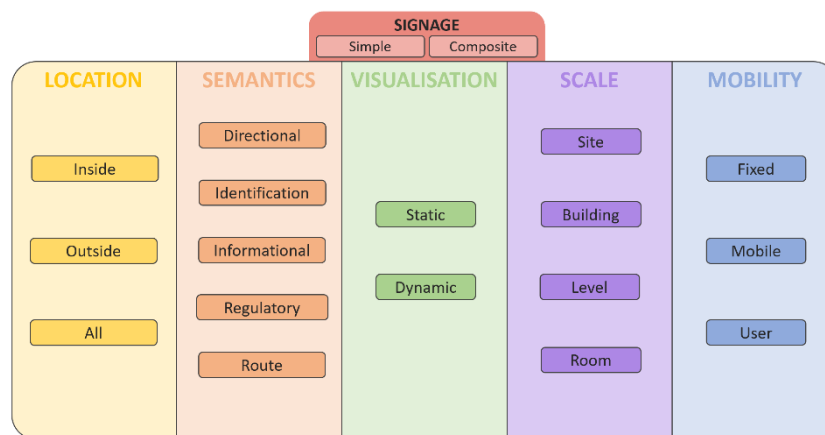 SIGNAGE
Simple Composite
LOCATION
Inside
Outside
All
SEMANTICS
Directional
Identification
Informational
Regulatory
Route
VISUALISATION
Static
Dynamic
SCALE
Site
Building
Level
Room
MOBILITY
Fixed
Mobile
User